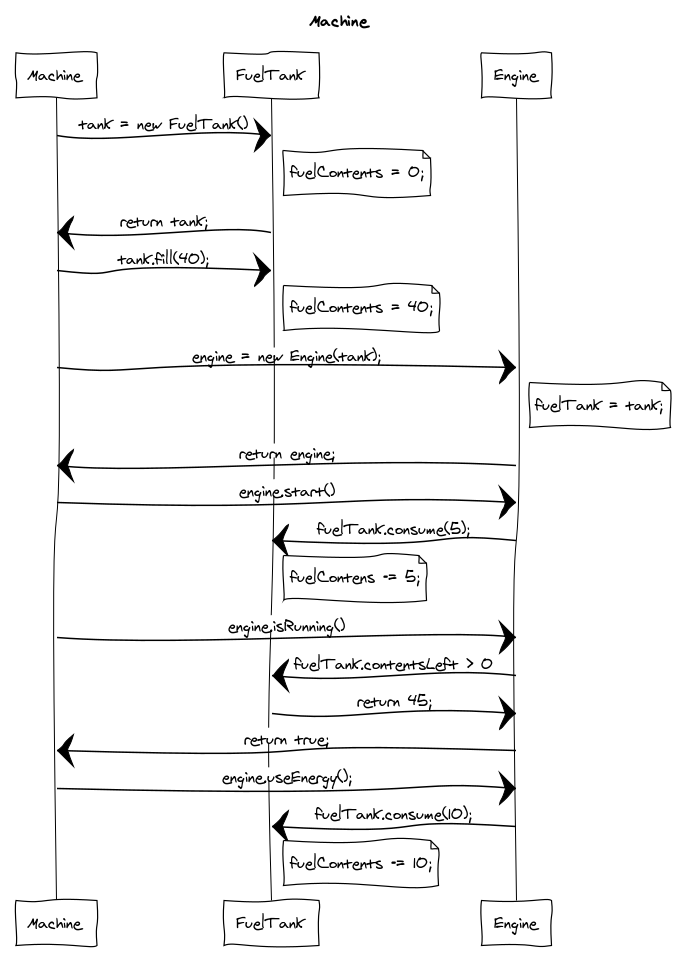 Machine
Machine FuelTank Engine
tank = new FuelTank()
fuelContents = 0;
return tank;
tank.fill(40);
fuelContents = 40;
engine = new Engine(tank);
fuelTank = tank;
return engine;
engine.start()
fuelTank.consume(5);
fuelContens -= 5;
engine.isRunning()
fuelTank.contentsLeft > 0
return 45;
return true;
engine.useEnergy();
fuelTank.consume(10);
fuelContents -= 10;
Machine FuelTank Engine